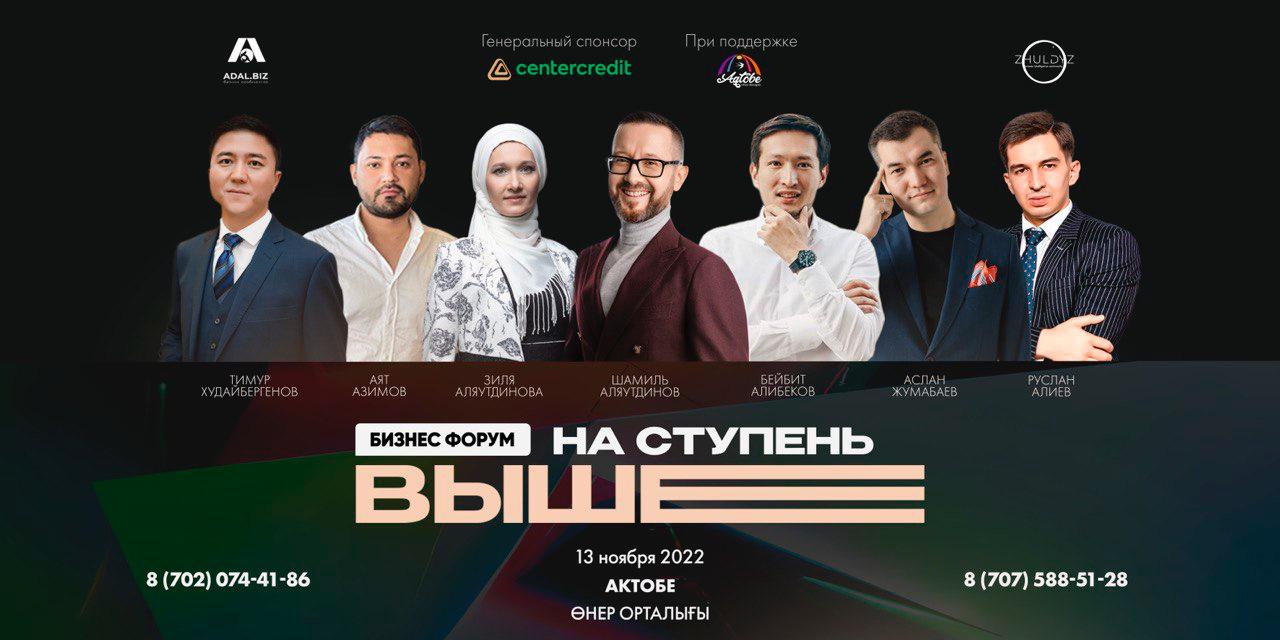 ADAL.BIZ
Генеральный спонсор
centercredit
При поддержке
Aqtobe
ZHULDYZ
ТИМУР
ХУДАЙБЕРГЕНОВ
АЯТ
АЗИМОВ
ЗИЛЯ
АЛЯУТДИНОВА
ШАМИЛЬ
АЛЯУТДИНОВ
БЕЙБИТ
АЛИБЕКОВ
АСЛАН
ЖУМАБАЕВ
РУСЛАН
АЛИЕВ
БИЗНЕС ФОРУМ
НА СТУПЕНЬ
ВЫШЕ
13 ноября 2022
АКТОБЕ
ӨНЕР ОРТАЛЫҒЫ
8 (702) 074-41-86
8 (707) 588-51-28